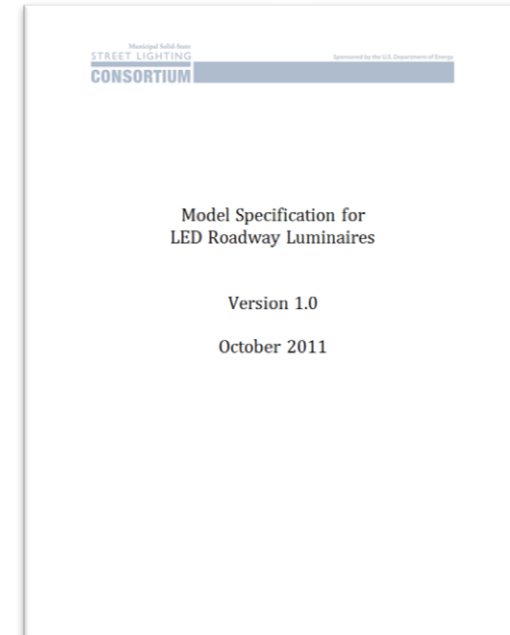 Municipal Solid-State
STREET LIGHTING
CONSORTIUM
Sponsored by the U.S. Department of Energy
Model Specification for
LED Roadway Luminaires
Version 1.0
October 2011